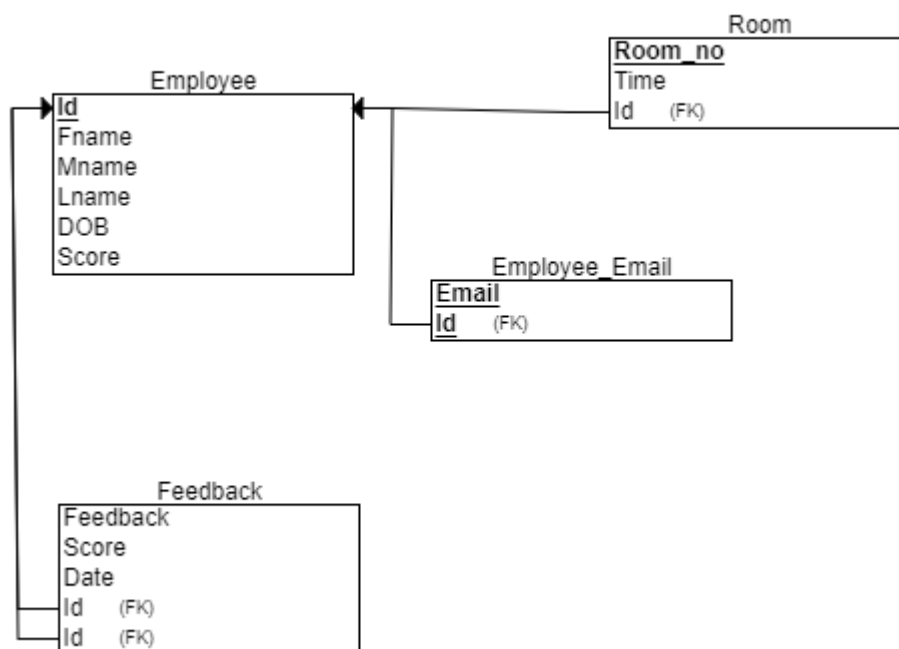 Room
Room_no
Time
Id (FK)
Employee
Id
Fname
Mname
Lname
DOB
Score
Employee_Email
Email
Id (FK)
Feedback
Feedback
Score
Date
Id (FK)
Id (FK)